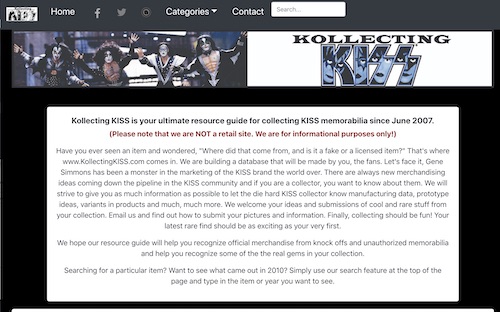 Kollecting
KISS
Home
Categories
Contact
Search...
KOLLECTING
KISS
Kollecting KISS is your ultimate resource guide for collecting KISS memorabilia since June 2007.
(Please note that we are NOT a retail site. We are for informational purposes only!)
Have you ever seen an item and wondered, "Where did that come from, and is it a fake or a licensed item?" That's where
www.KollectingKISS.com comes in. We are building a database that will be made by you, the fans. Let's face it, Gene
Simmons has been a monster in the marketing of the KISS brand the world over. There are always new merchandising
ideas coming down the pipeline in the KISS community and if you are a collector, you want to know about them. We will
strive to give you as much information as possible to let the die hard KISS collector know manufacturing data, prototype
ideas, variants in products and much, much more. We welcome your ideas and submissions of cool and rare stuff from
your collection. Email us and find out how to submit your pictures and information. Finally, collecting should be fun! Your
latest rare find should be as exciting as your very first.
We hope our resource guide will help you recognize official merchandise from knock offs and unauthorized memorabilia
and help you recognize some of the the real gems in your collection.
Searching for a particular item? Want to see what came out in 2010? Simply use our search feature at the top of the
page and type in the item or year you want to see.